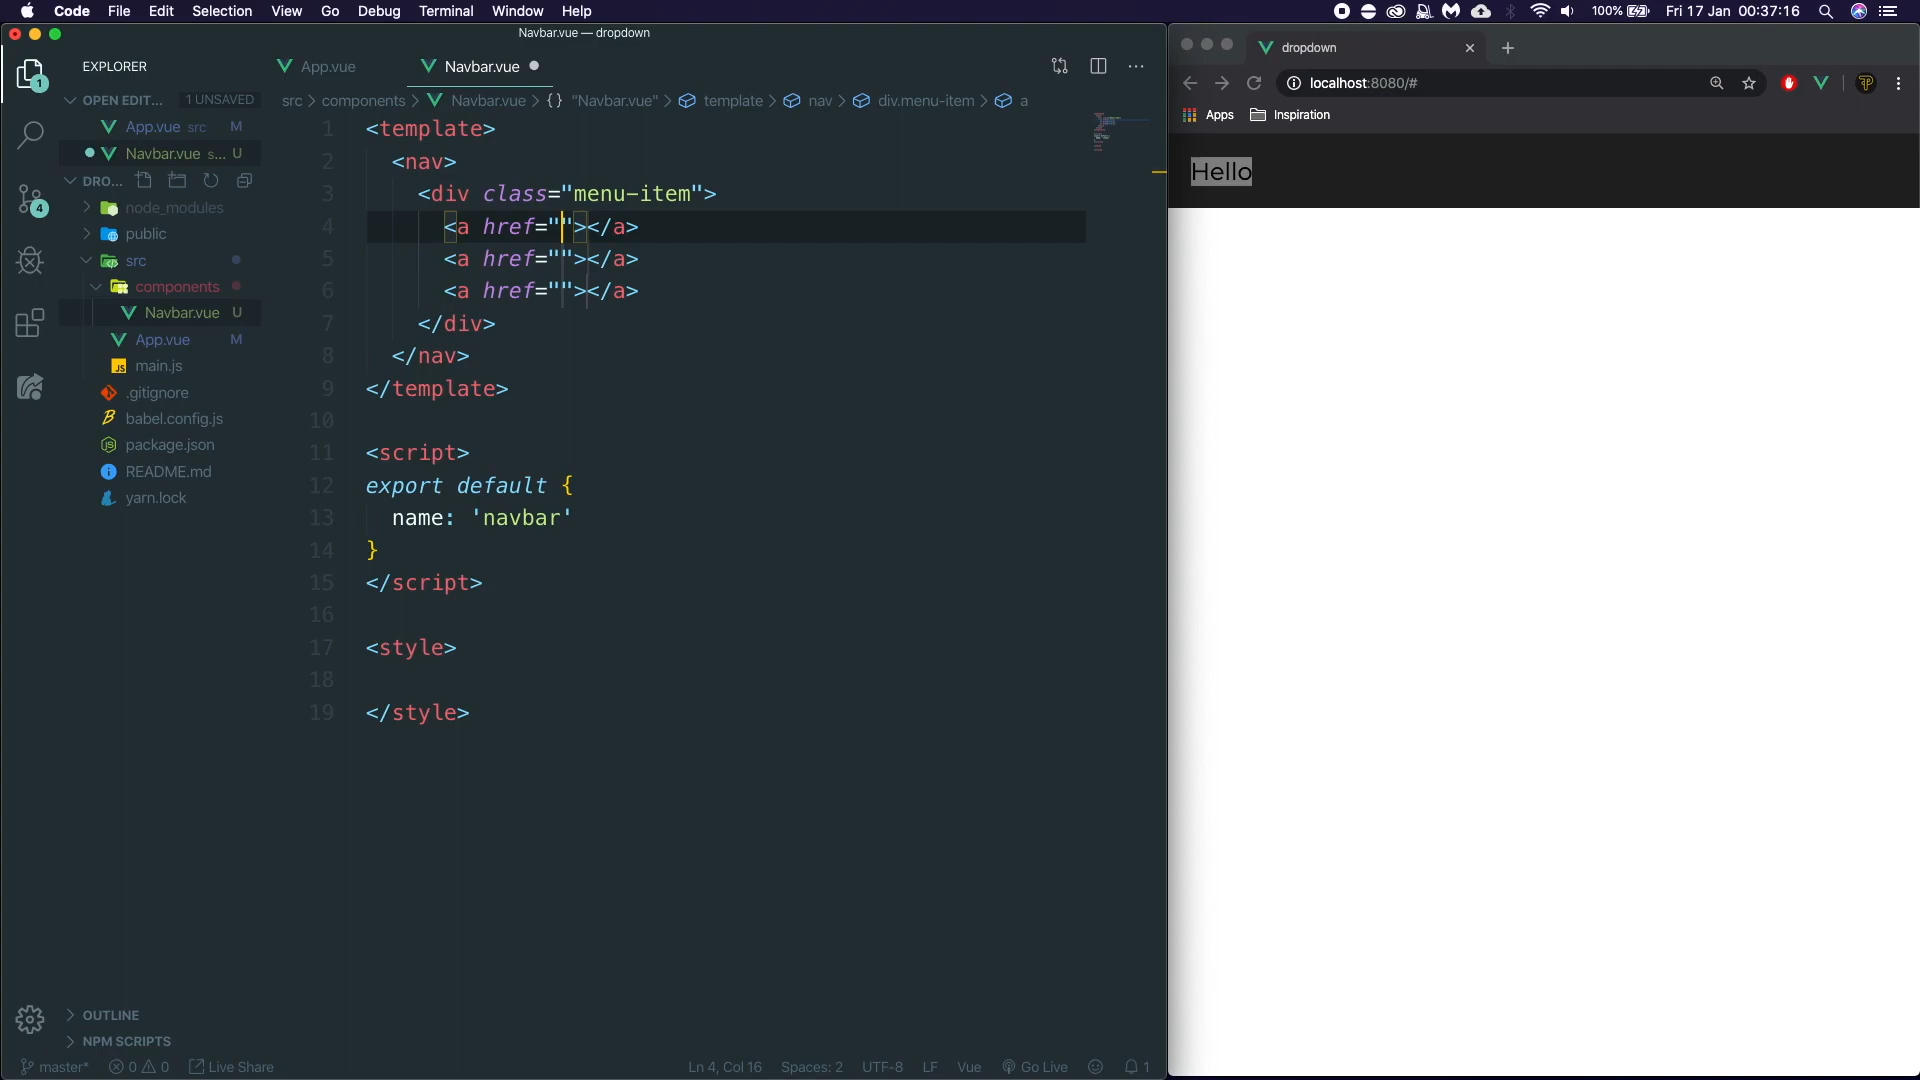 Code File Edit Selection View Go Debug Terminal Window Help
100% Fri 17 Jan 00:37:16
Navbar.vue — dropdown
EXPLORER
1
OPEN EDIT... 1 UNSAVED
App.vue src M
Navbar.vue s... U
DRO...
node_modules
public
src
components
Navbar.vue U
App.vue M
JS main.js
.gitignore
babel.config.js
package.json
README.md
yarn.lock
4
OUTLINE
NPM SCRIPTS
App.vue
Navbar.vue
src > components > Navbar.vue > {} "Navbar.vue" > template > nav > div.menu-item > a
1 <template>
2 <nav>
3 <div class="menu-item">
4 <a href=""></a>
5 <a href=""></a>
6 <a href=""></a>
7 </div>
8 </nav>
9 </template>
10
11 <script>
12 export default {
13 name: 'navbar'
14 }
15 </script>
16
17 <style>
18
19 </style>
master* 0 0 Live Share
Ln 4, Col 16 Spaces: 2 UTF-8 LF Vue Go Live 1
dropdown
localhost:8080/#
Apps Inspiration
Hello